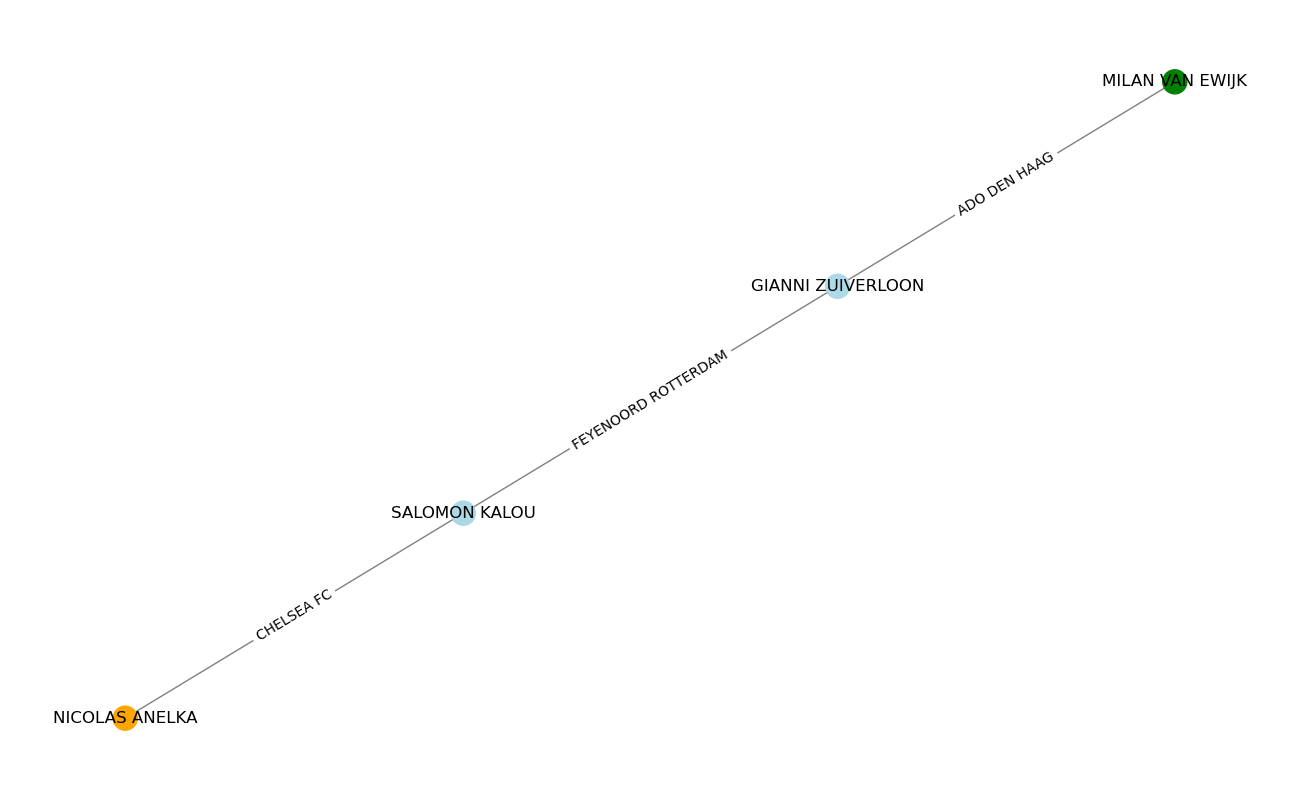 MILAN VAN EWIJK
ADO DEN HAAG
GIANNI ZUIVERLOON
FEYENOORD ROTTERDAM
SALOMON KALOU
CHELSEA FC
NICOLAS ANELKA